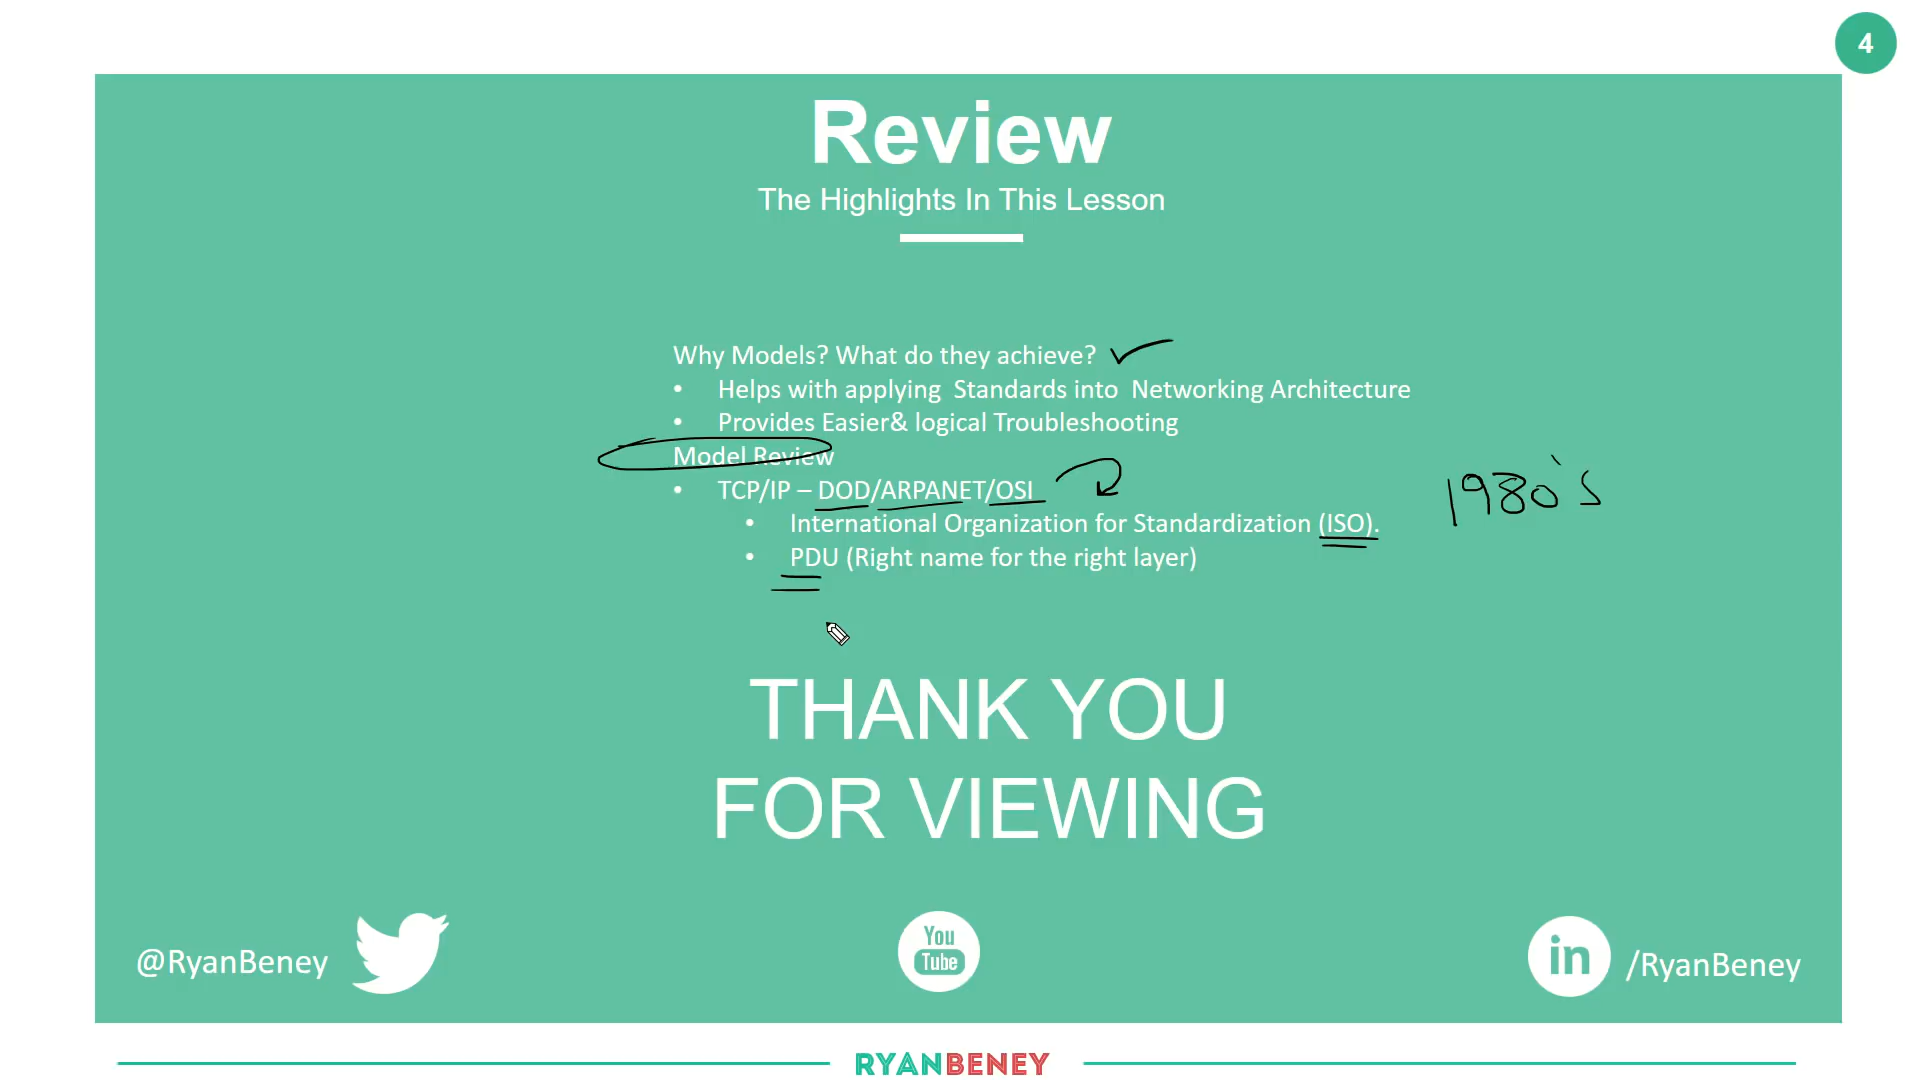 4
Review
The Highlights In This Lesson
Why Models? What do they achieve?
• Helps with applying  Standards into  Networking Architecture
• Provides Easier& logical Troubleshooting
Model Review
• TCP/IP – DOD/ARPANET/OSI
• International Organization for Standardization (ISO).
1980's
• PDU (Right name for the right layer)
THANK YOU
FOR VIEWING
@RyanBeney
You
Tube
in
/RyanBeney
RYANBENEY